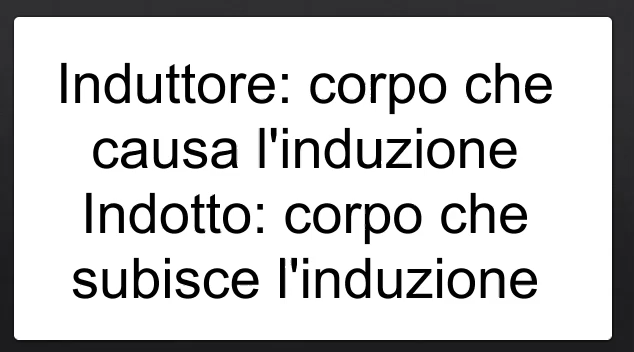 Induttore: corpo che
causa l'induzione
Indotto: corpo che
subisce l'induzione